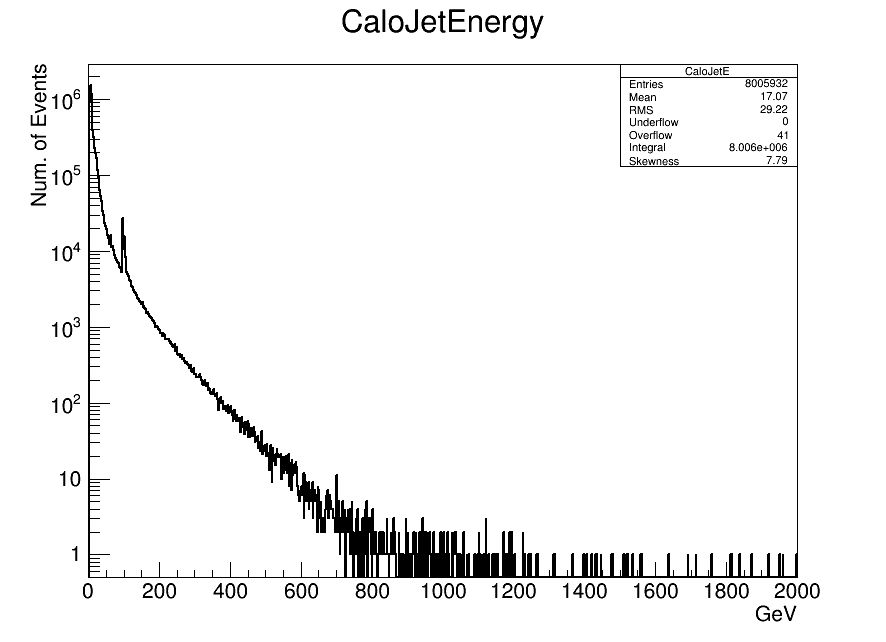 CaloJetEnergy
Num. of Events
CaloJetE
Entries 8005932
Mean 17.07
RMS 29.22
Underflow 0
Overflow 41
Integral 8.006e+006
Skewness 7.79
10^6
10^5
10^4
10^3
10^2
10
1
0 200 400 600 800 1000 1200 1400 1600 1800 2000
GeV